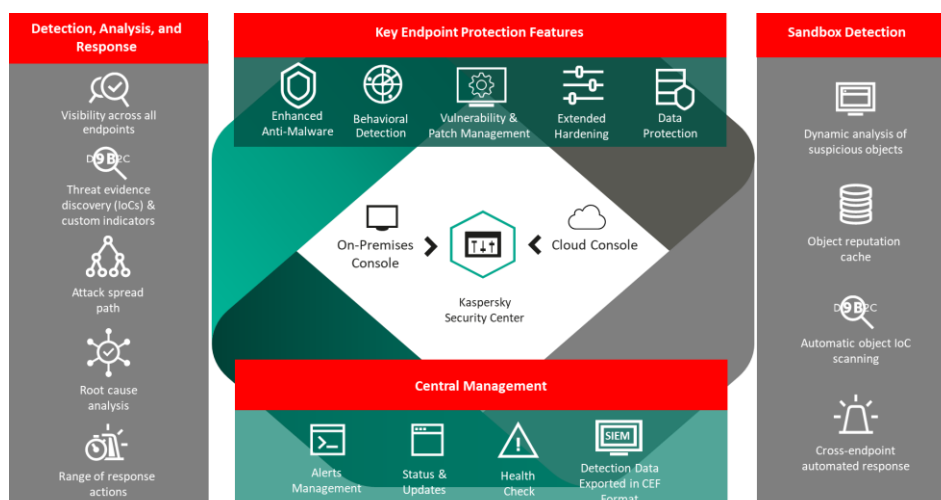 Detection, Analysis, and
Response
Visibility across all
endpoints
D9B2C
Threat evidence
discovery (IoCs) &
custom indicators
Attack spread
path
Root cause
analysis
Range of response
actions
Key Endpoint Protection Features
Enhanced
Anti-Malware
Behavioral
Detection
Vulnerability &
Patch Management
Extended
Hardening
Data
Protection
On-Premises
Console
Cloud Console
Kaspersky
Security Center
Central Management
Alerts
Management
Status &
Updates
Health
Check
SIEM
Detection Data
Exported in CEF
Format
Sandbox Detection
Dynamic analysis of
suspicious objects
Object reputation
cache
D9B2C
Automatic object IoC
scanning
Cross-endpoint
automated response